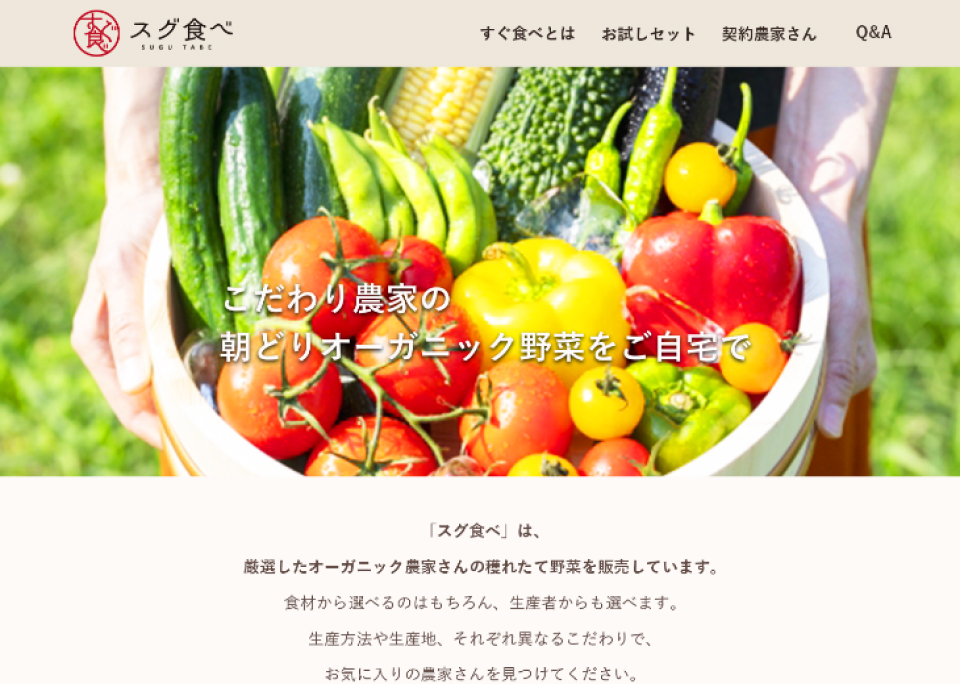 すぐ食べ
スグ食べ
SUGU TABE
すぐ食べとは
お試しセット
契約農家さん
Q&A
こだわり農家の
朝どりオーガニック野菜をご自宅で
「スグ食べ」は、
厳選したオーガニック農家さんの穫れたて野菜を販売しています。
食材から選べるのはもちろん、生産者からも選べます。
生産方法や生産地、それぞれ異なるこだわりで、
お気に入りの農家さんを見つけてください。